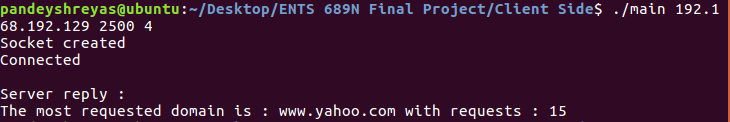 pandeyshreyas@ubuntu:~/Desktop/ENTS 689N Final Project/Client Side$ ./main 192.1
68.192.129 2500 4
Socket created
Connected
Server reply :
The most requested domain is : www.yahoo.com with requests : 15